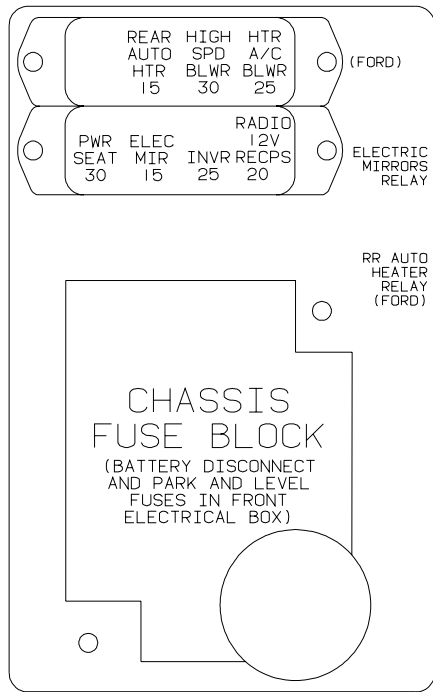 REAR HIGH HTR
AUTO SPD A/C
HTR BLWR BLWR
15 30 25
(FORD)
RADIO
PWR ELEC 12V
SEAT MIR INVR RECPS
30 15 25 20
ELECTRIC
MIRRORS
RELAY
RR AUTO
HEATER
RELAY
(FORD)
CHASSIS
FUSE BLOCK
(BATTERY DISCONNECT
AND PARK AND LEVEL
FUSES IN FRONT
ELECTRICAL BOX)